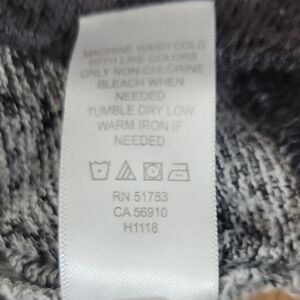 MACHINE WASH COLD
WITH LIKE COLORS
ONLY NON-CHLORINE
BLEACH WHEN
NEEDED
TUMBLE DRY LOW
WARM IRON IF
NEEDED
RN 51783
CA 56910
H1118